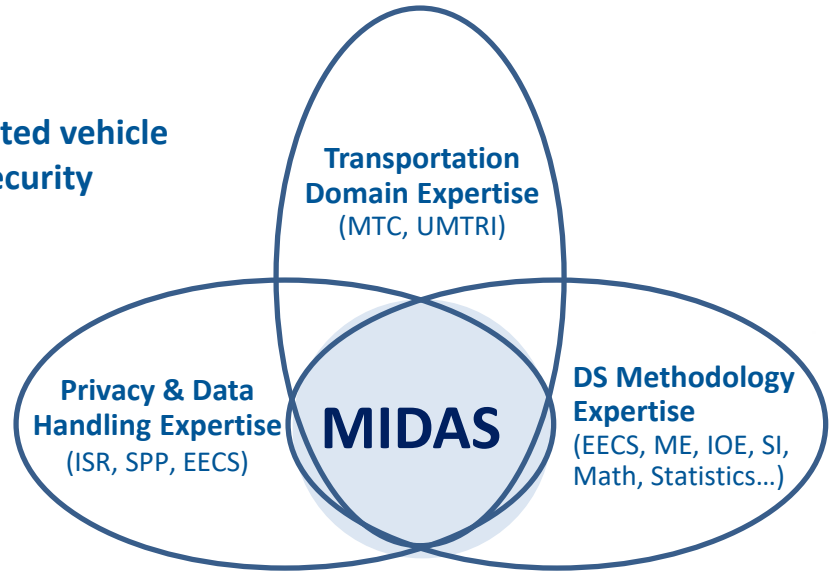 ted vehicle
ecurity
Transportation
Domain Expertise
(MTC, UMTRI)
Privacy & Data
Handling Expertise
(ISR, SPP, EECS)
MIDAS
DS Methodology
Expertise
(EECS, ME, IOE, SI,
Math, Statistics…)